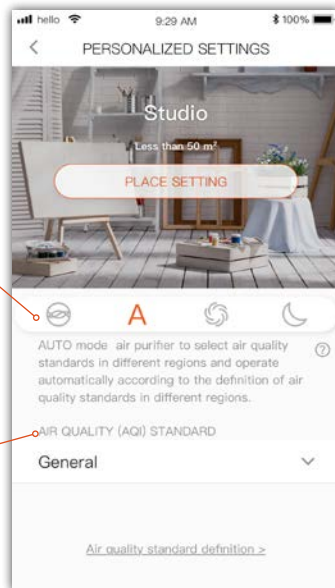 hello 9:29 AM 100%
PERSONALIZED SETTINGS
Studio
Less than 50 m²
PLACE SETTING
A
AUTO mode air purifier to select air quality
standards in different regions and operate
automatically according to the definition of air
quality standards in different regions.
AIR QUALITY (AQI) STANDARD
General
Air quality standard definition >